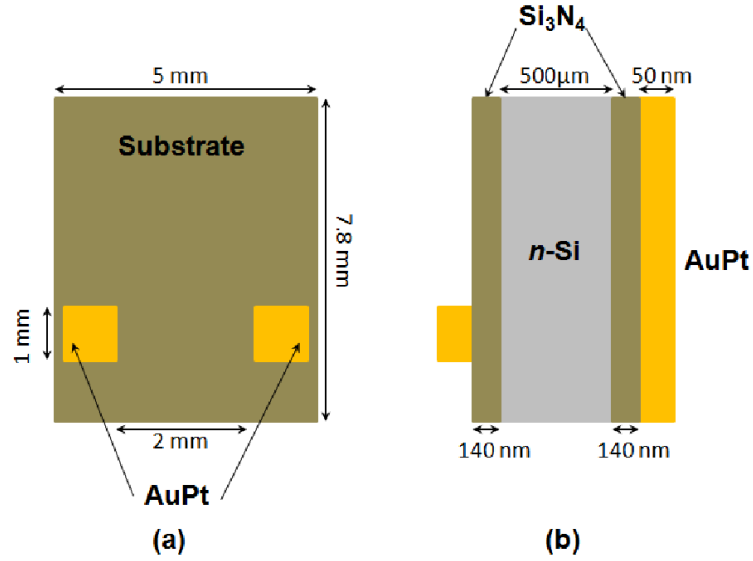 5 mm
Substrate
7.8 mm
1 mm
2 mm
AuPt
(a)
Si₃N₄
500μm
50 nm
n-Si
AuPt
140 nm
140 nm
(b)